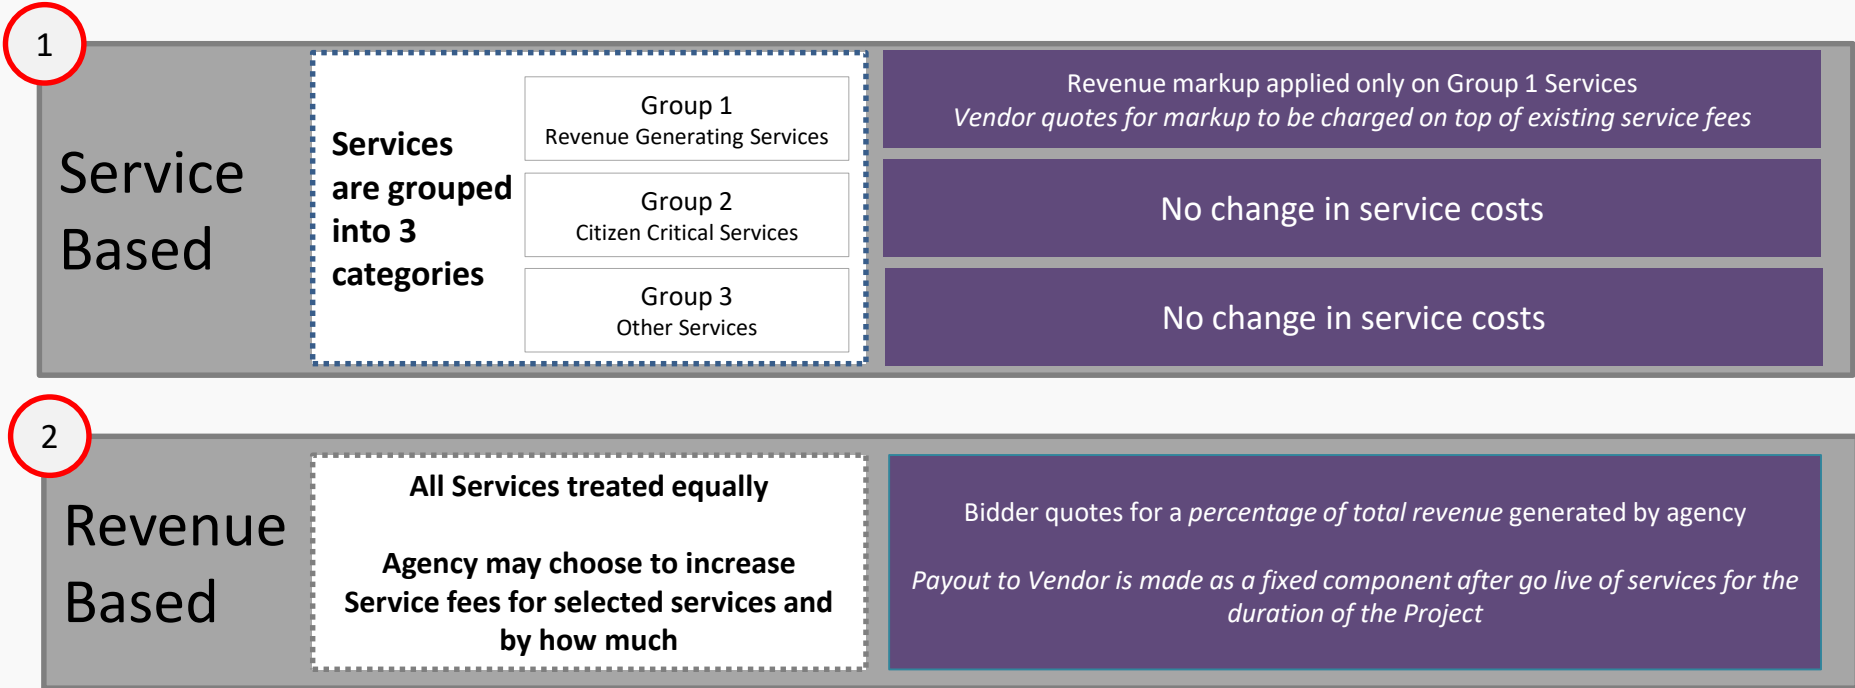 1
Service
Based
Services
are grouped
into 3
categories
Group 1
Revenue Generating Services
Group 2
Citizen Critical Services
Group 3
Other Services
Revenue markup applied only on Group 1 Services
Vendor quotes for markup to be charged on top of existing service fees
No change in service costs
No change in service costs
2
Revenue
Based
All Services treated equally
Agency may choose to increase
Service fees for selected services and
by how much
Bidder quotes for a percentage of total revenue generated by agency
Payout to Vendor is made as a fixed component after go live of services for the
duration of the Project